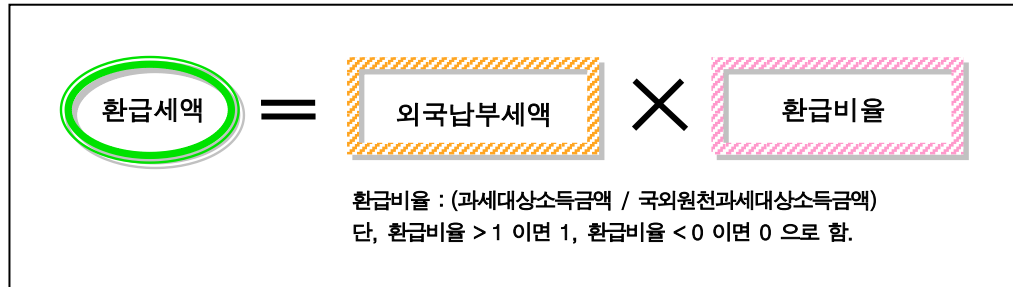 환급세액 = 외국납부세액 × 환급비율
환급비율 : (과세대상소득금액 / 국외원천과세대상소득금액)
단, 환급비율 > 1 이면 1, 환급비율 < 0 이면 0 으로 함.